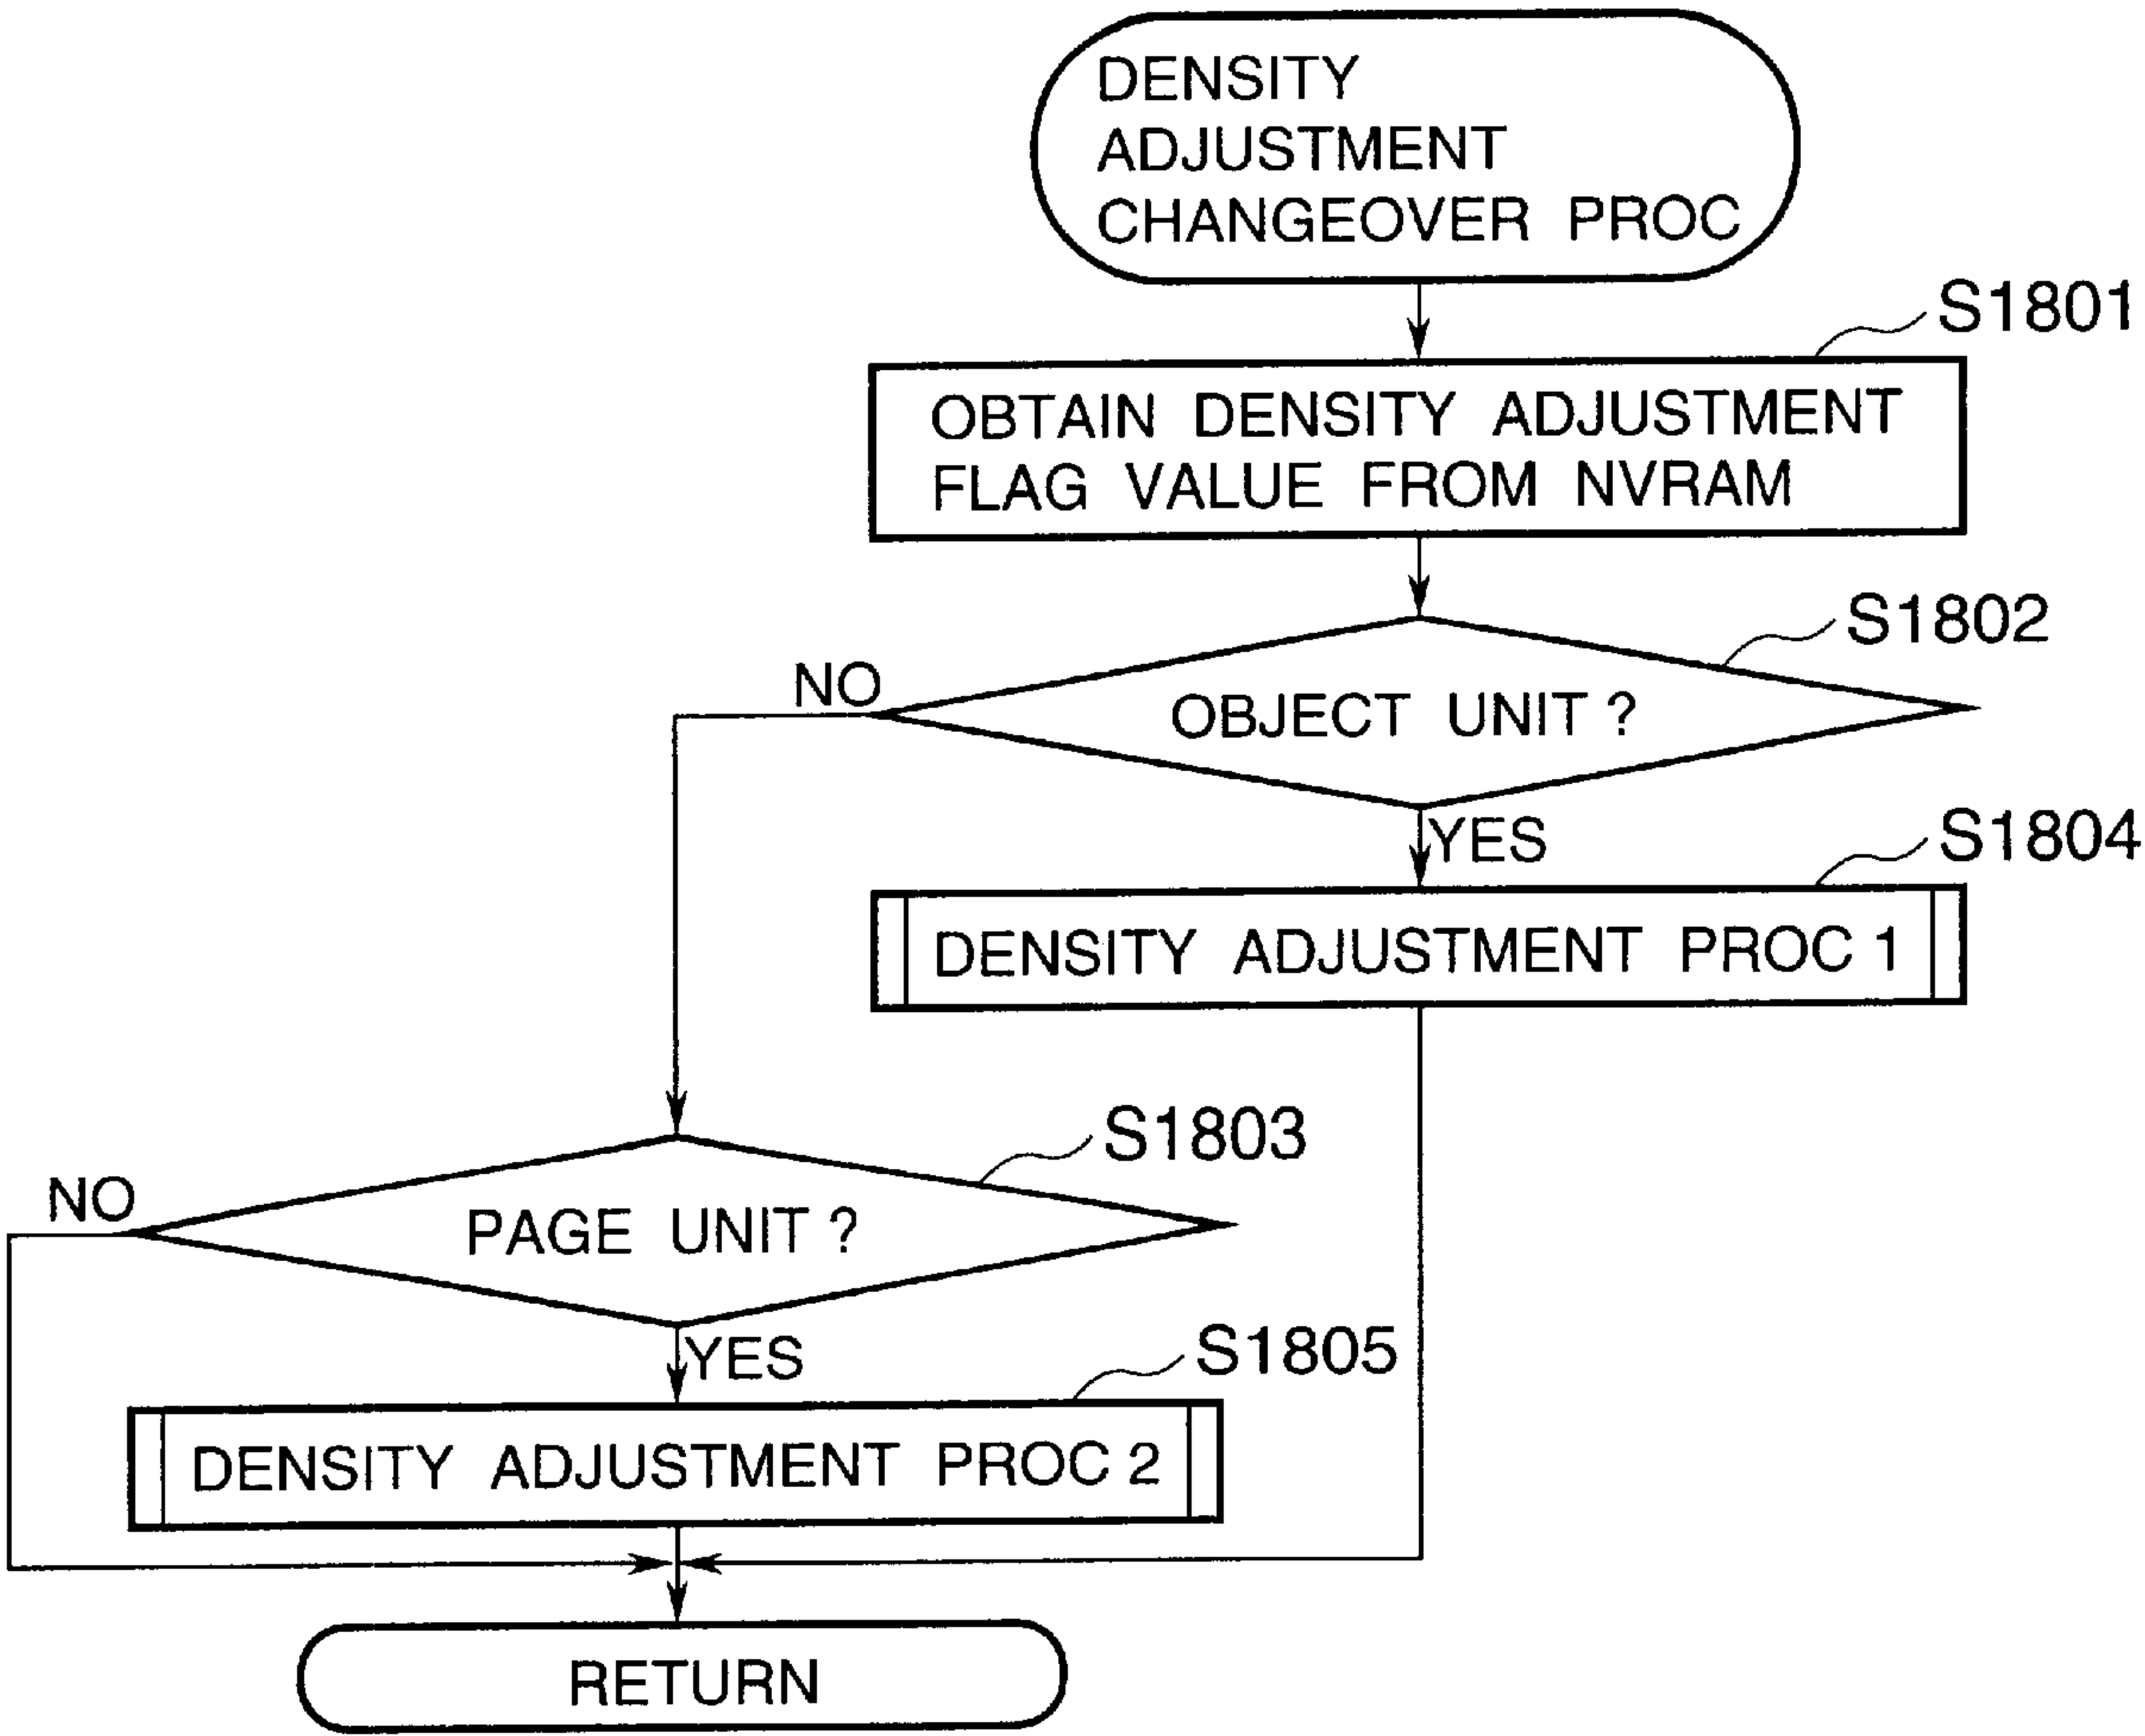 DENSITY
ADJUSTMENT
CHANGEOVER PROC
S1801
OBTAIN DENSITY ADJUSTMENT
FLAG VALUE FROM NVRAM
S1802
NO
OBJECT UNIT ?
YES
S1804
DENSITY ADJUSTMENT PROC 1
S1803
NO
PAGE UNIT ?
YES
S1805
DENSITY ADJUSTMENT PROC 2
RETURN